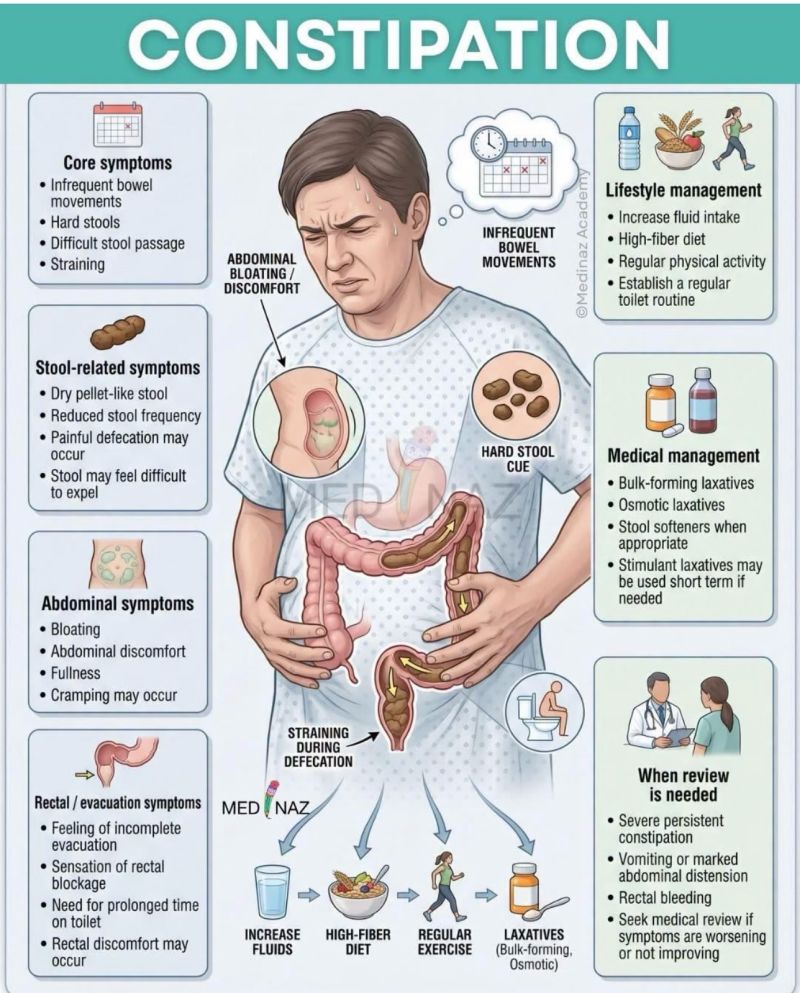 CONSTIPATION
Core symptoms
• Infrequent bowel
movements
• Hard stools
• Difficult stool passage
• Straining
Stool-related symptoms
• Dry pellet-like stool
• Reduced stool frequency
• Painful defecation may
occur
• Stool may feel difficult
to expel
Abdominal symptoms
• Bloating
• Abdominal discomfort
• Fullness
• Cramping may occur
Rectal / evacuation symptoms
• Feeling of incomplete
evacuation
• Sensation of rectal
blockage
• Need for prolonged time
on toilet
• Rectal discomfort may
occur
ABDOMINAL
BLOATING /
DISCOMFORT
INFREQUENT
BOWEL
MOVEMENTS
HARD STOOL
CUE
MED NAZ
STRAINING
DURING
DEFECATION
MED NAZ
INCREASE
FLUIDS
HIGH-FIBER
DIET
REGULAR
EXERCISE
LAXATIVES
(Bulk-forming,
Osmotic)
©Medinaz Academy
Lifestyle management
• Increase fluid intake
• High-fiber diet
• Regular physical activity
• Establish a regular
toilet routine
Medical management
• Bulk-forming laxatives
• Osmotic laxatives
• Stool softeners when
appropriate
• Stimulant laxatives may
be used short term if
needed
When review
is needed
• Severe persistent
constipation
• Vomiting or marked
abdominal distension
• Rectal bleeding
• Seek medical review if
symptoms are worsening
or not improving